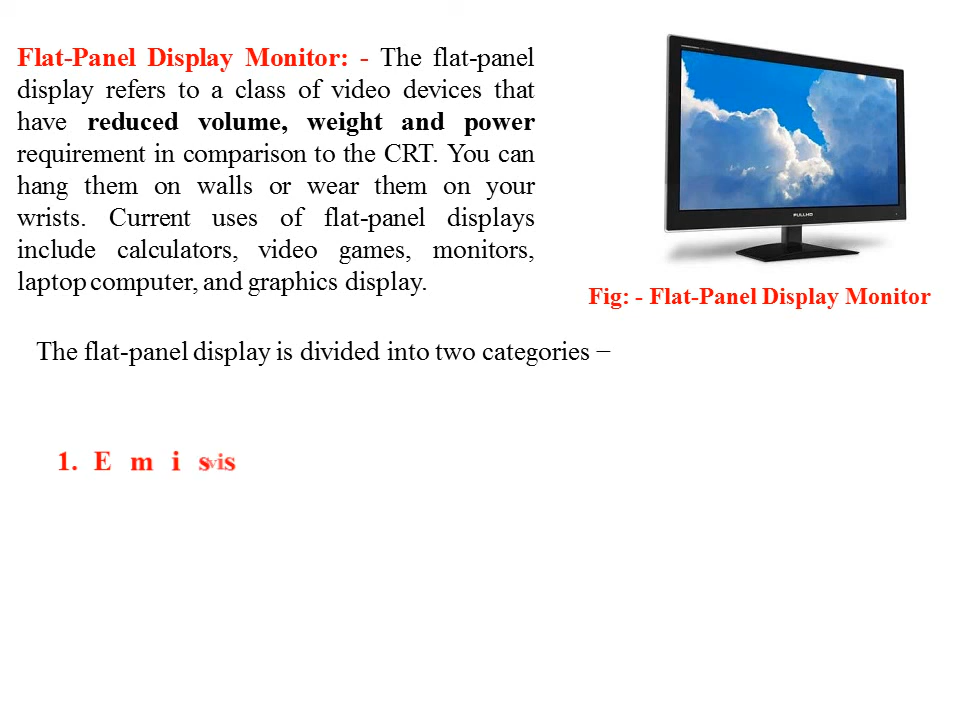 Flat-Panel Display Monitor: - The flat-panel
display refers to a class of video devices that
have reduced volume, weight and power
requirement in comparison to the CRT. You can
hang them on walls or wear them on your
wrists. Current uses of flat-panel displays
include calculators, video games, monitors,
laptop computer, and graphics display.
FULLHD
Fig: - Flat-Panel Display Monitor
The flat-panel display is divided into two categories −
1. E m i s